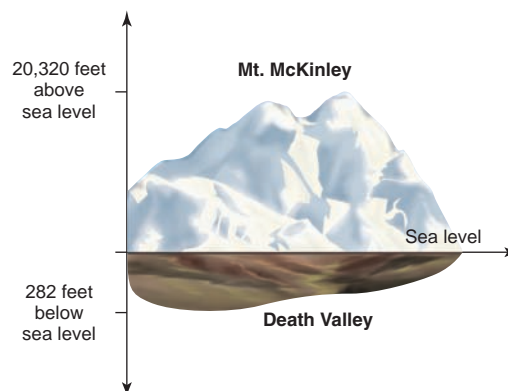 20,320 feet
above
sea level
Mt. McKinley
Sea level
282 feet
below
sea level
Death Valley